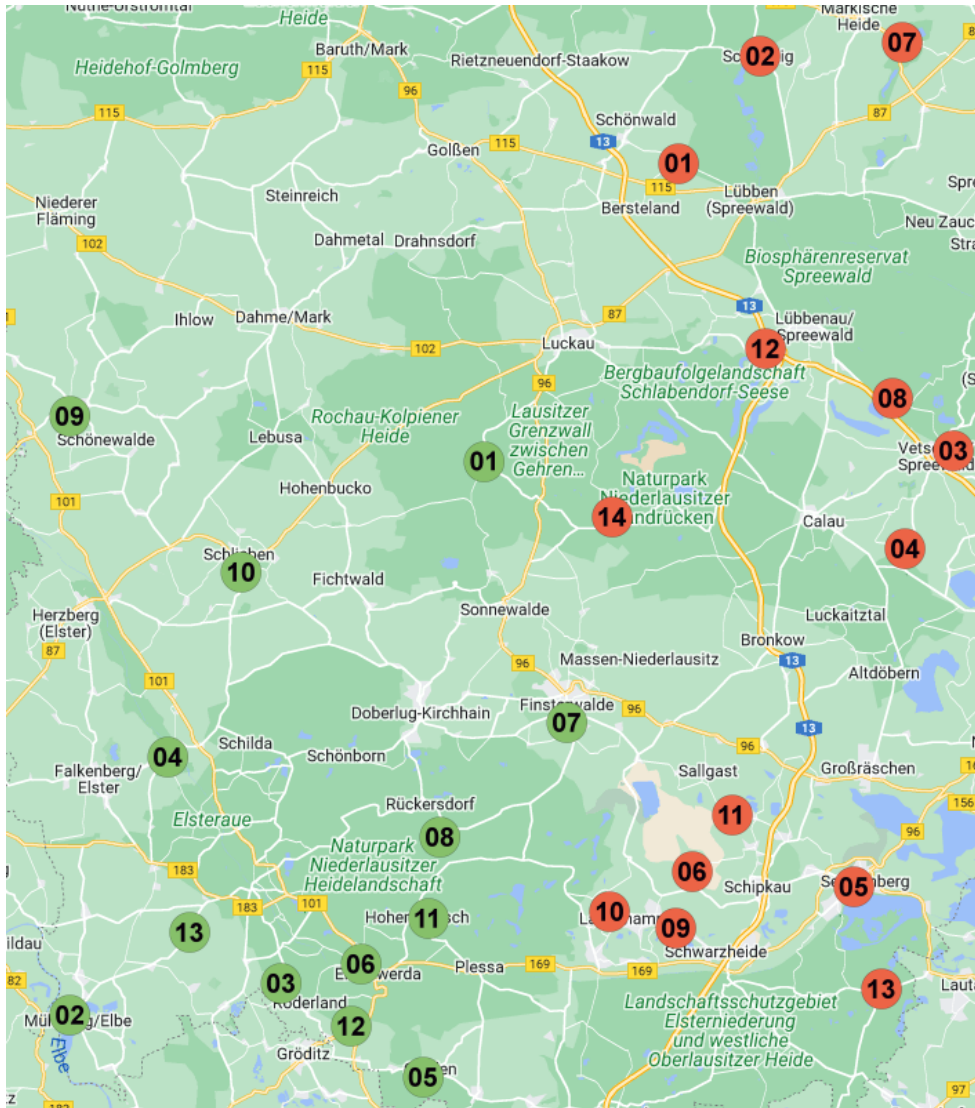 Heide
Märkische
Heide
07
Baruth/Mark
Rietzneuendorf-Staakow
02
Heidehof-Golmberg
115
96
87
115
Schönwald
13
Golßen
115
01
115
Lübben
(Spreewald)
Steinreich
Niederer
Fläming
Bersteland
Neu Zauc
102
Dahmetal
Drahnsdorf
Biosphärenreservat
Spreewald
13
87
Ihlow
Dahme/Mark
Lübbenau/
Spreewald
Luckau
102
12
96
Bergbaufolgelandschaft
Schlabendorf-Seese
08
09
Schönewalde
Rochau-Kolpiener
Heide
Lausitzer
Grenzwall
zwischen
Gehren...
Lebusa
01
03
Naturpark
Niederlausitzer
Hohenbucko
101
14
Calau
04
10
Fichtwald
Herzberg
(Elster)
Sonnewalde
Luckaitztal
87
Bronkow
96
Massen-Niederlausitz
13
Altdöbern
101
Doberlug-Kirchhain
Finsterwalde
07
96
13
Schilda
96
04
Schönborn
Falkenberg/
Elster
Sallgast
Großräschen
156
Rückersdorf
11
Elsteraue
08
96
Naturpark
Niederlausitzer
Heidelandschaft
183
06
Schipkau
05
183
101
11
10
09
13
Schwarzheide
06
Plessa
169
169
82
03
Röderland
13
Lauta
02
Landschaftsschutzgebiet
Elsterniederung
und westliche
Oberlausitzer Heide
12
Gröditz
Elbe
05
97
182